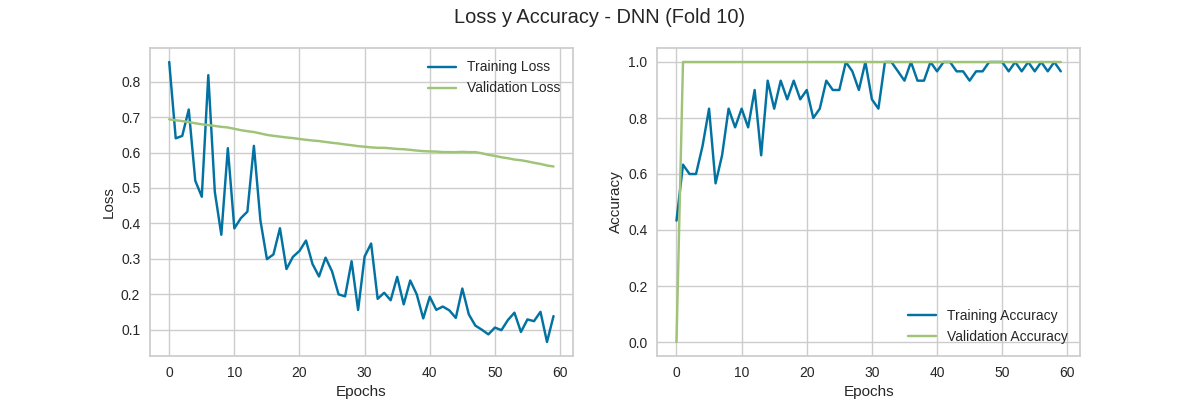 Loss y Accuracy - DNN (Fold 10)
Loss
0.8
0.7
0.6
0.5
0.4
0.3
0.2
0.1
0 10 20 30 40 50 60
Epochs
Training Loss
Validation Loss
Accuracy
1.0
0.8
0.6
0.4
0.2
0.0
0 10 20 30 40 50 60
Epochs
Training Accuracy
Validation Accuracy